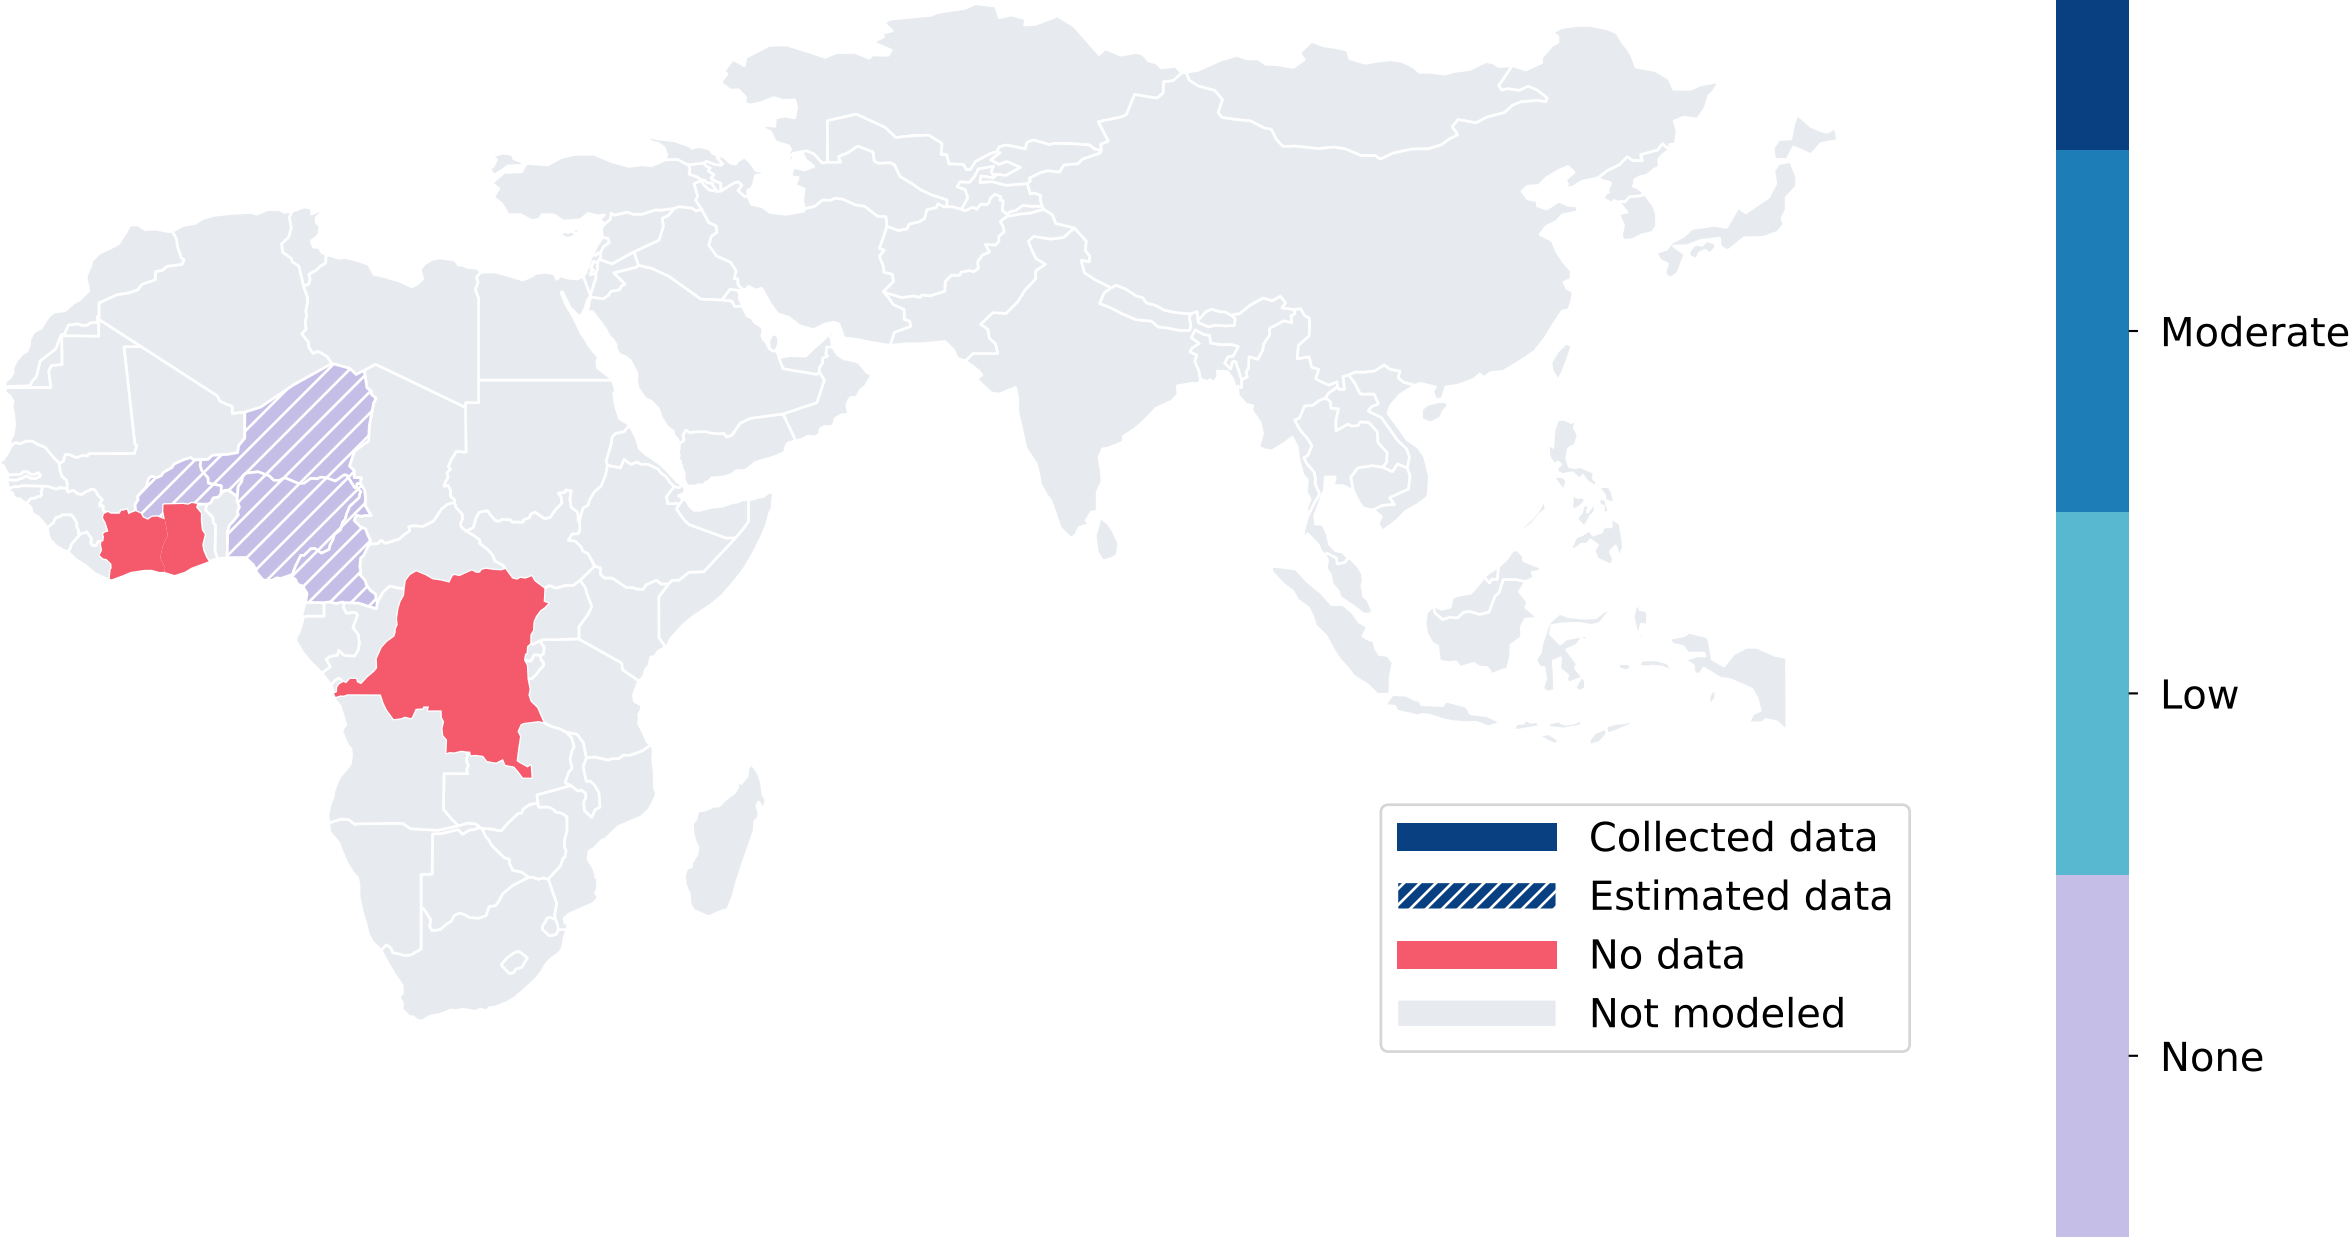 Moderate
Low
Collected data
Estimated data
No data
Not modeled
None